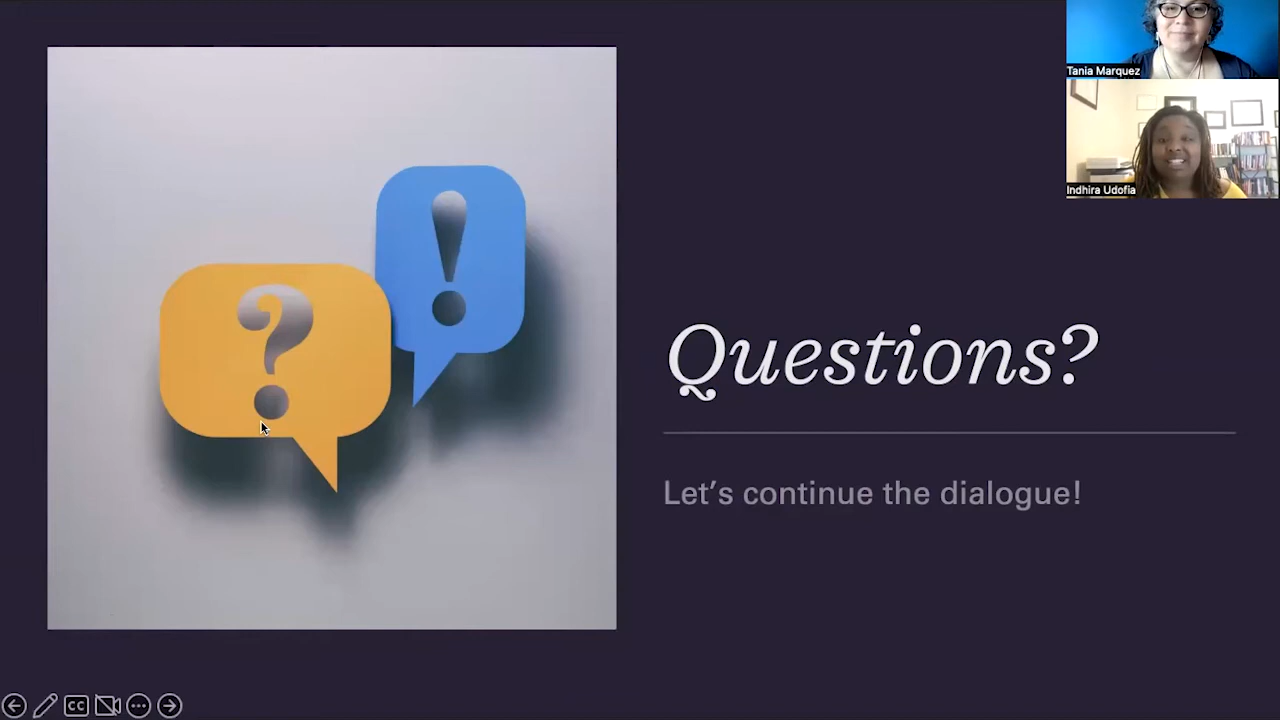 Tania Marquez
Indhira Udofia
?
!
Questions?
Let's continue the dialogue!
CC